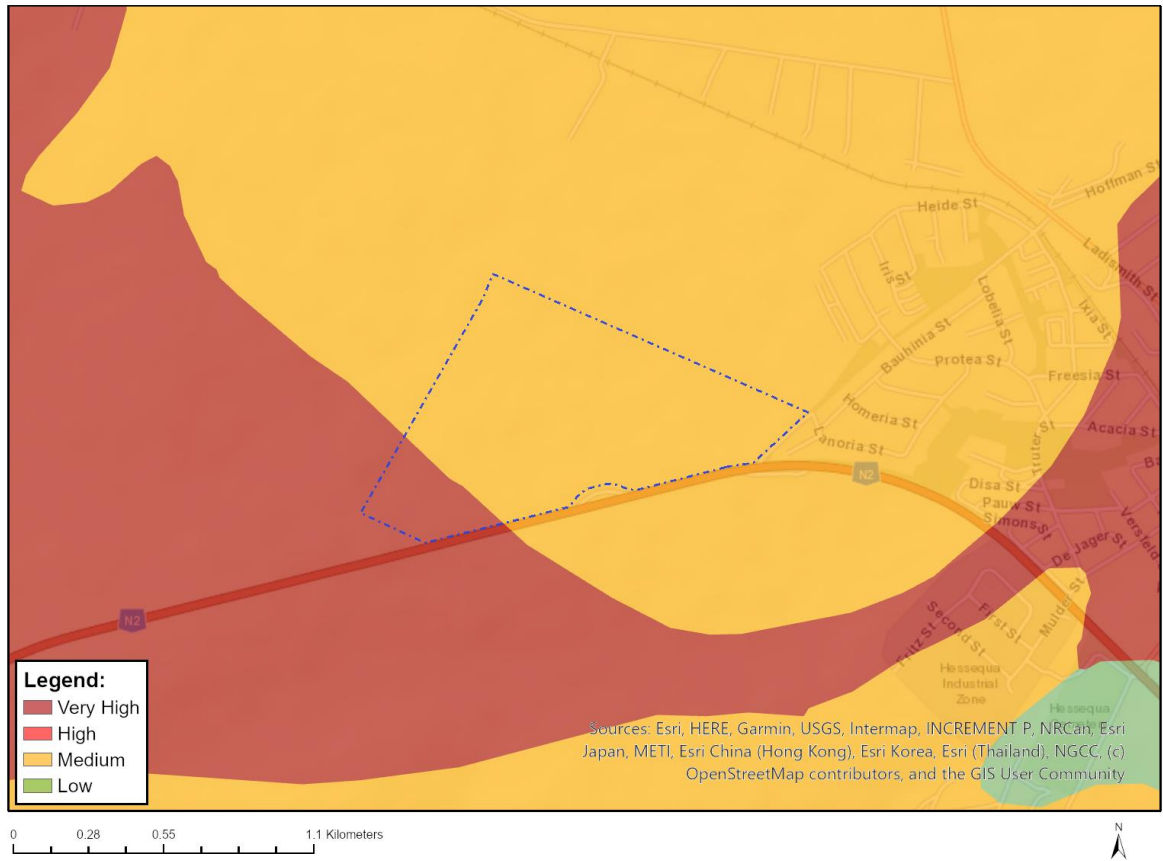 Hoffman St
Heide St
Ladismith St
Iris St
Lobelia St
Ixia St
Bauhinia St
Protea St
Freesia St
Homeria St
Acacia St
Lanoria St
Truter St
N2
Disa St
Pauw St
Simons St
De Jager St
Mulder St
First St
Second St
Fritz St
N2
Hessequa
Industrial
Zone
Hessequa
Legend:
Very High
High
Medium
Low
Sources: Esri, HERE, Garmin, USGS, Intermap, INCREMENT P, NRCan, Esri
Japan, METI, Esri China (Hong Kong), Esri Korea, Esri (Thailand), NGCC, (c)
OpenStreetMap contributors, and the GIS User Community
0 0.28 0.55 1.1 Kilometers
N